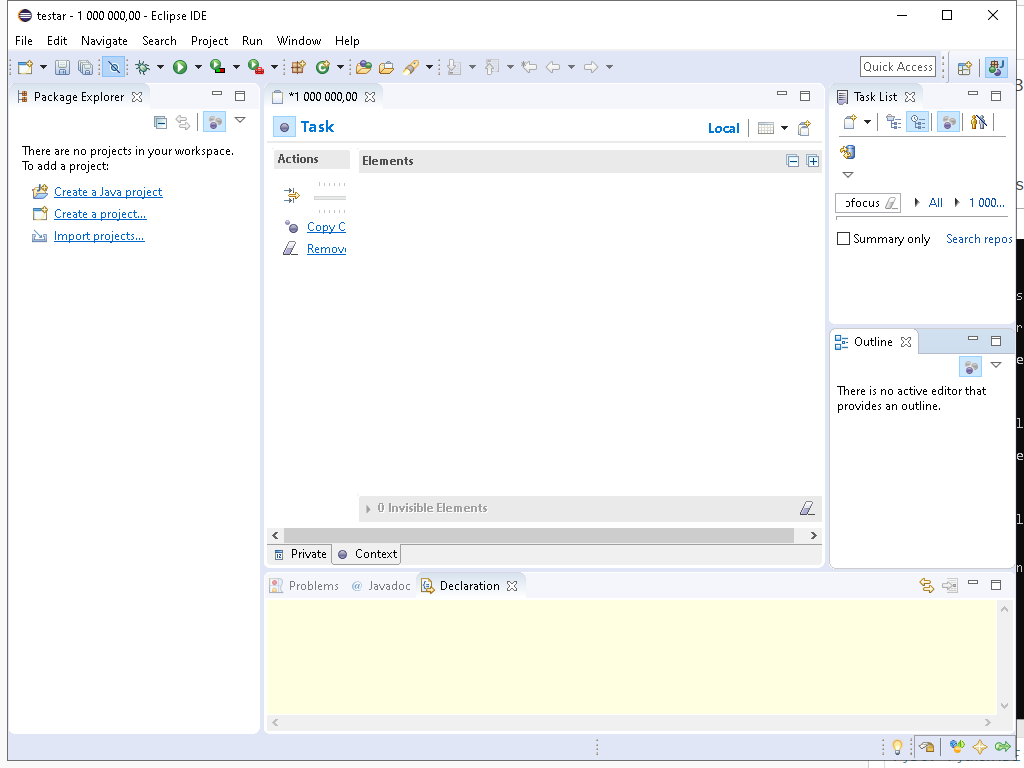 testar - 1 000 000,00 - Eclipse IDE
File Edit Navigate Search Project Run Window Help
Quick Access
Package Explorer
There are no projects in your workspace.
To add a project:
Create a Java project
Create a project...
Import projects...
*1 000 000,00
Task
Local
Actions
Elements
Copy C
Remov
0 Invisible Elements
Private Context
Task List
All 1 000...
Summary only Search repos
Outline
There is no active editor that
provides an outline.
Problems @ Javadoc Declaration